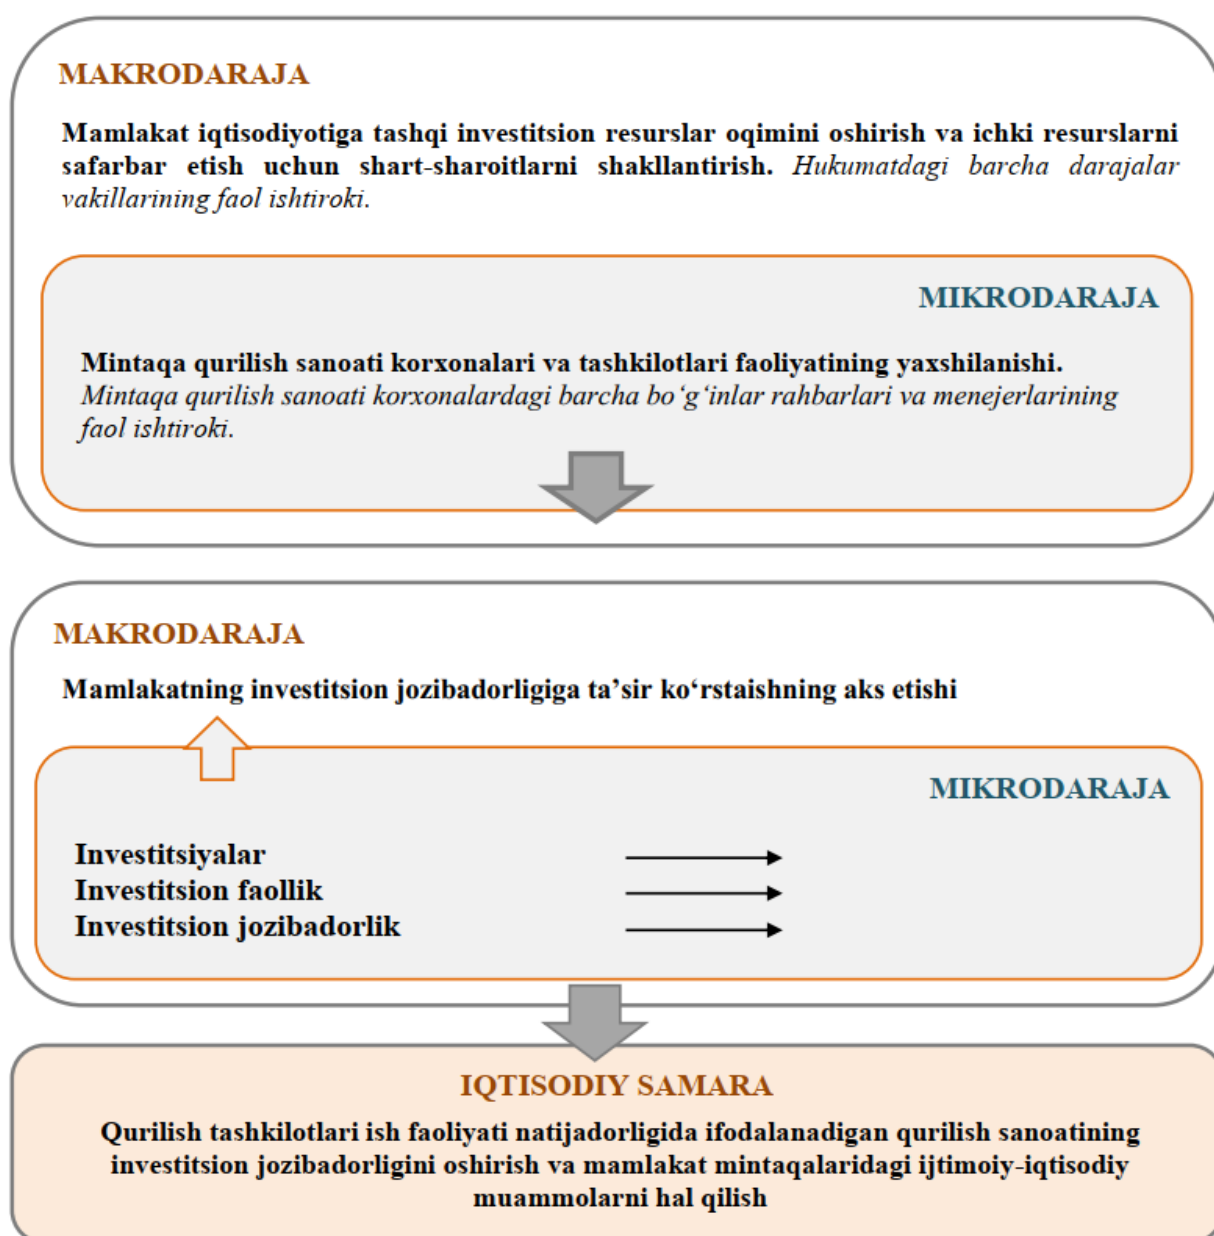 MAKRODARAJA
Mamlakat iqtisodiyotiga tashqi investitsion resurslar oqimini oshirish va ichki resurslarni
safarbar etish uchun shart-sharoitlarni shakllantirish. Hukumatdagi barcha darajalar
vakillarining faol ishtiroki.
MIKRODARAJA
Mintaqa qurilish sanoati korxonalari va tashkilotlari faoliyatining yaxshilanishi.
Mintaqa qurilish sanoati korxonalardagi barcha bo‘g‘inlar rahbarlari va menejerlarining
faol ishtiroki.
MAKRODARAJA
Mamlakatning investitsion jozibadorligiga ta’sir ko‘rstaishning aks etishi
MIKRODARAJA
Investitsiyalar
Investitsion faollik
Investitsion jozibadorlik
IQTISODIY SAMARA
Qurilish tashkilotlari ish faoliyati natijadorligida ifodalanadigan qurilish sanoatining
investitsion jozibadorligini oshirish va mamlakat mintaqalaridagi ijtimoiy-iqtisodiy
muammolarni hal qilish